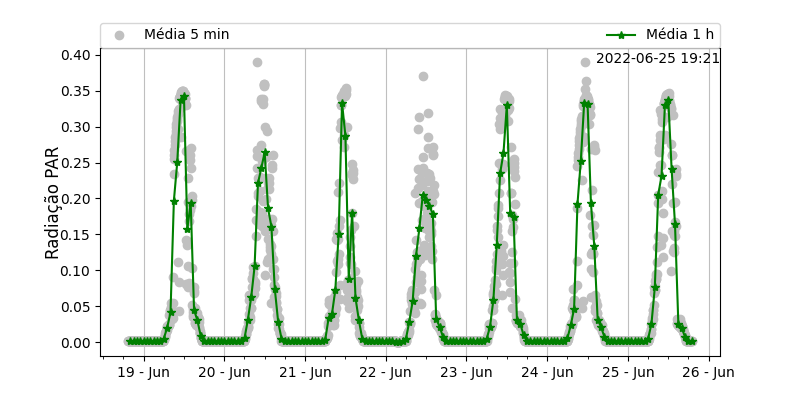 Média 5 min
Média 1 h
2022-06-25 19:21
Radiação PAR
0.40
0.35
0.30
0.25
0.20
0.15
0.10
0.05
0.00
19 - Jun
20 - Jun
21 - Jun
22 - Jun
23 - Jun
24 - Jun
25 - Jun
26 - Jun